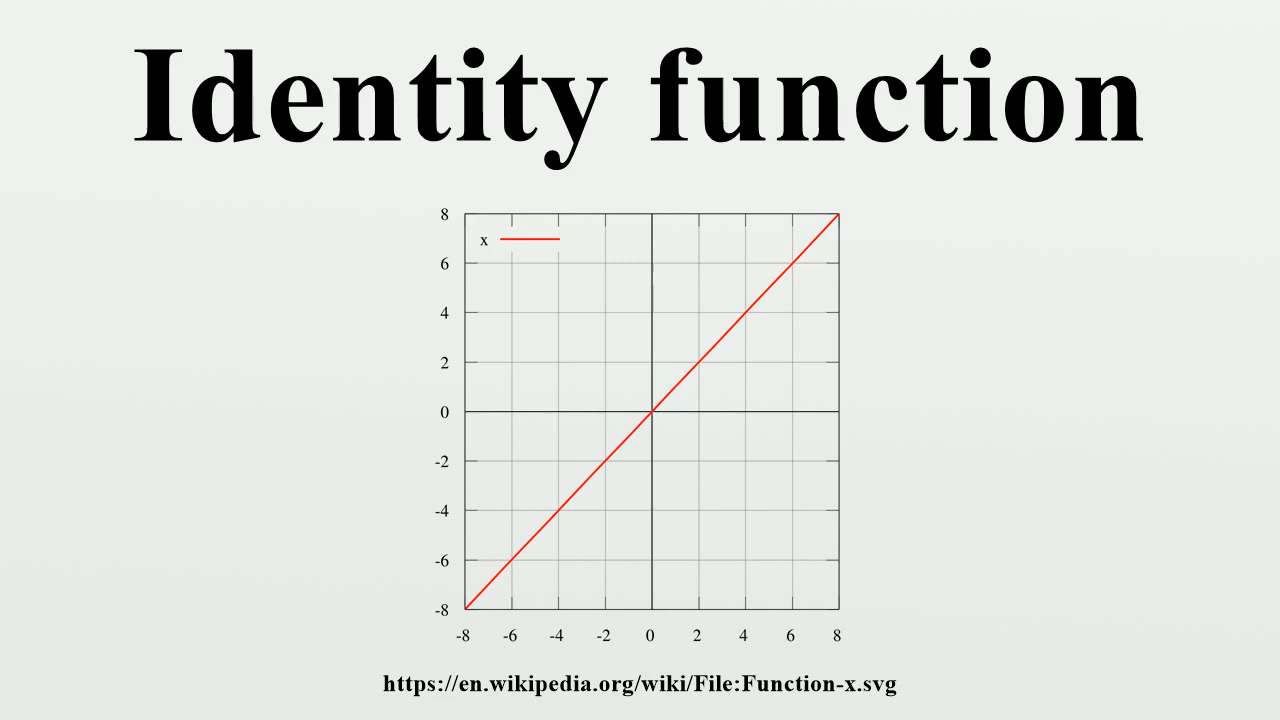 Identity function
8
x
6
4
2
0
-2
-4
-6
-8
-8 -6 -4 -2 0 2 4 6 8
https://en.wikipedia.org/wiki/File:Function-x.svg